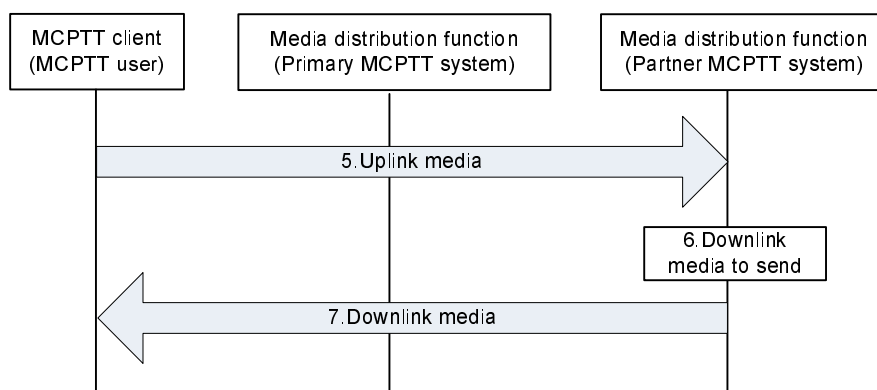 MCPTT client
(MCPTT user)
Media distribution function
(Primary MCPTT system)
Media distribution function
(Partner MCPTT system)
5.Uplink media
6.Downlink
media to send
7.Downlink media